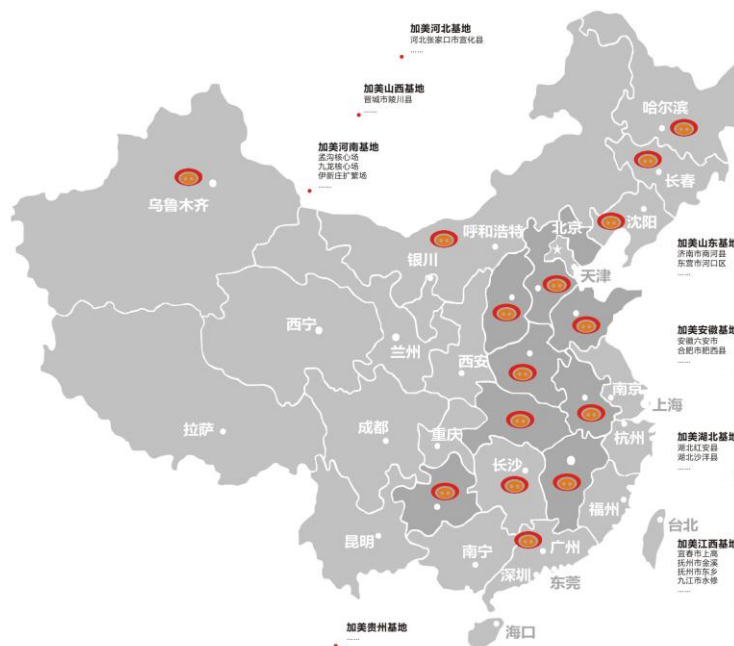 加美河北基地
河北张家口市宣化县
……
加美山西基地
晋城市陵川县
……
加美河南基地
孟沟核心场
九龙核心场
伊新庄扩繁场
……
哈尔滨
长春
沈阳
乌鲁木齐
呼和浩特
北京
银川
天津
加美山东基地
济南市商河县
东营市河口区
……
西宁
兰州
西安
加美安徽基地
安徽六安市
合肥市肥西县
……
南京
上海
拉萨
成都
重庆
杭州
长沙
加美湖北基地
湖北红安县
湖北沙洋县
……
福州
台北
昆明
南宁
广州
深圳
东莞
加美江西基地
宜春市上高
抚州市金溪
抚州市东乡
九江市永修
……
海口
加美贵州基地
……